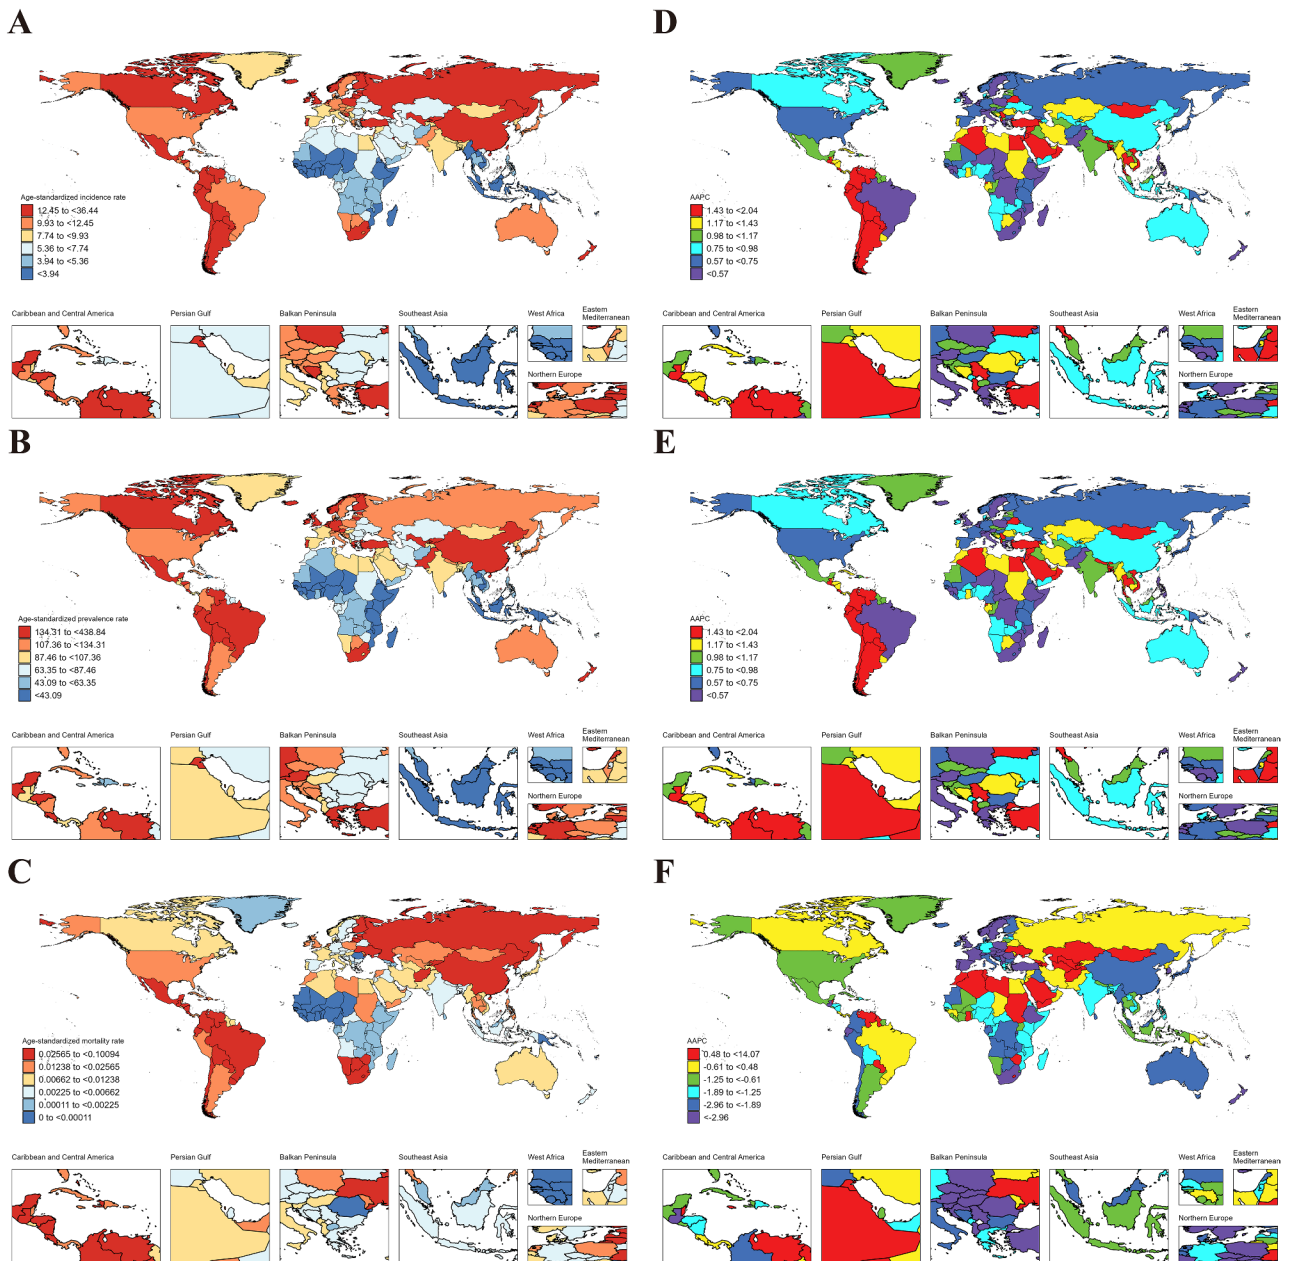 A
Age-standardized incidence rate
12.45 to <36.44
9.93 to <12.45
7.74 to <9.93
5.36 to <7.74
3.94 to <5.36
<3.94
Caribbean and Central America
Persian Gulf
Balkan Peninsula
Southeast Asia
West Africa
Eastern
Mediterranean
Northern Europe
D
AAPC
1.43 to <2.04
1.17 to <1.43
0.98 to <1.17
0.75 to <0.98
0.57 to <0.75
<0.57
Caribbean and Central America
Persian Gulf
Balkan Peninsula
Southeast Asia
West Africa
Eastern
Mediterranean
Northern Europe
B
Age-standardized prevalence rate
134.31 to <438.84
107.36 to <134.31
87.46 to <107.36
63.35 to <87.46
43.09 to <63.35
<43.09
Caribbean and Central America
Persian Gulf
Balkan Peninsula
Southeast Asia
West Africa
Eastern
Mediterranean
Northern Europe
E
AAPC
1.43 to <2.04
1.17 to <1.43
0.98 to <1.17
0.75 to <0.98
0.57 to <0.75
<0.57
Caribbean and Central America
Persian Gulf
Balkan Peninsula
Southeast Asia
West Africa
Eastern
Mediterranean
Northern Europe
C
Age-standardized mortality rate
0.02565 to <0.10094
0.01238 to <0.02565
0.00662 to <0.01238
0.00225 to <0.00662
0.00011 to <0.00225
0 to <0.00011
Caribbean and Central America
Persian Gulf
Balkan Peninsula
Southeast Asia
West Africa
Eastern
Mediterranean
Northern Europe
F
AAPC
0.48 to <14.07
-0.61 to <0.48
-1.25 to <-0.61
-1.89 to <-1.25
-2.96 to <-1.89
<-2.96
Caribbean and Central America
Persian Gulf
Balkan Peninsula
Southeast Asia
West Africa
Eastern
Mediterranean
Northern Europe